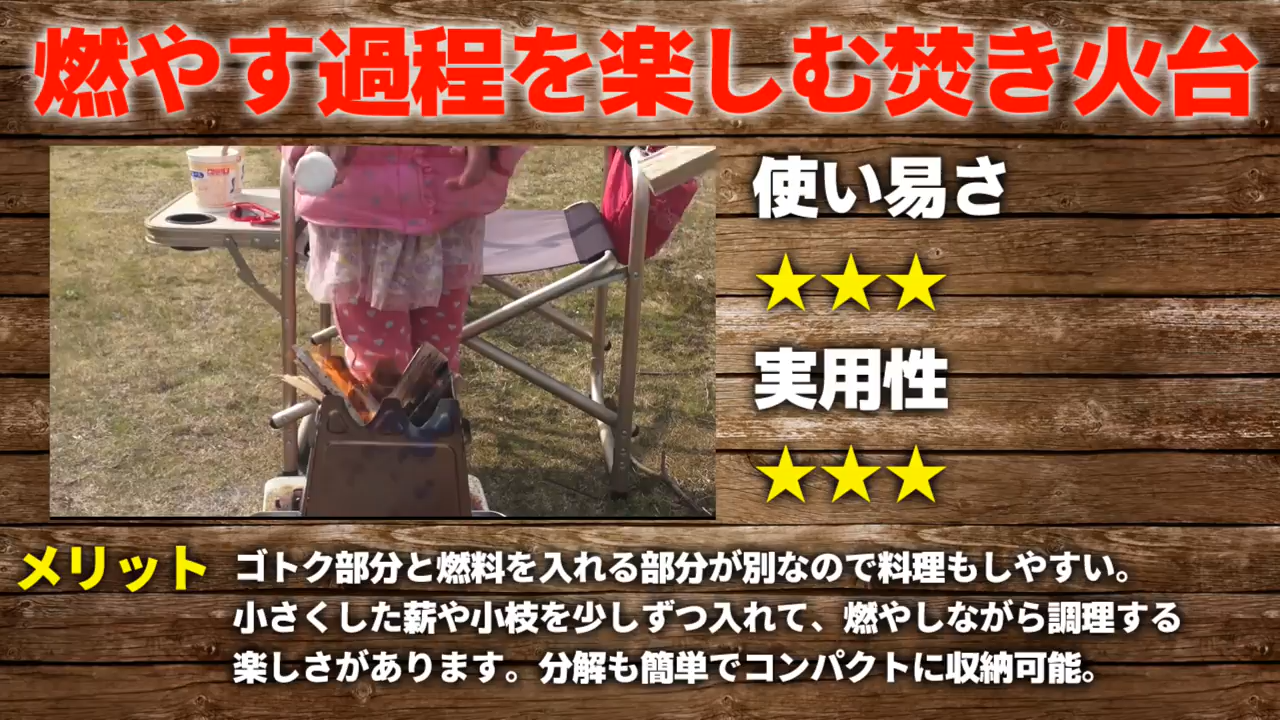 燃やす過程を楽しむ焚き火台
使い易さ
★★★
実用性
★★★
メリット ゴトク部分と燃料を入れる部分が別なので料理もしやすい。
小さくした薪や小枝を少しずつ入れて、燃やしながら調理する
楽しさがあります。分解も簡単でコンパクトに収納可能。